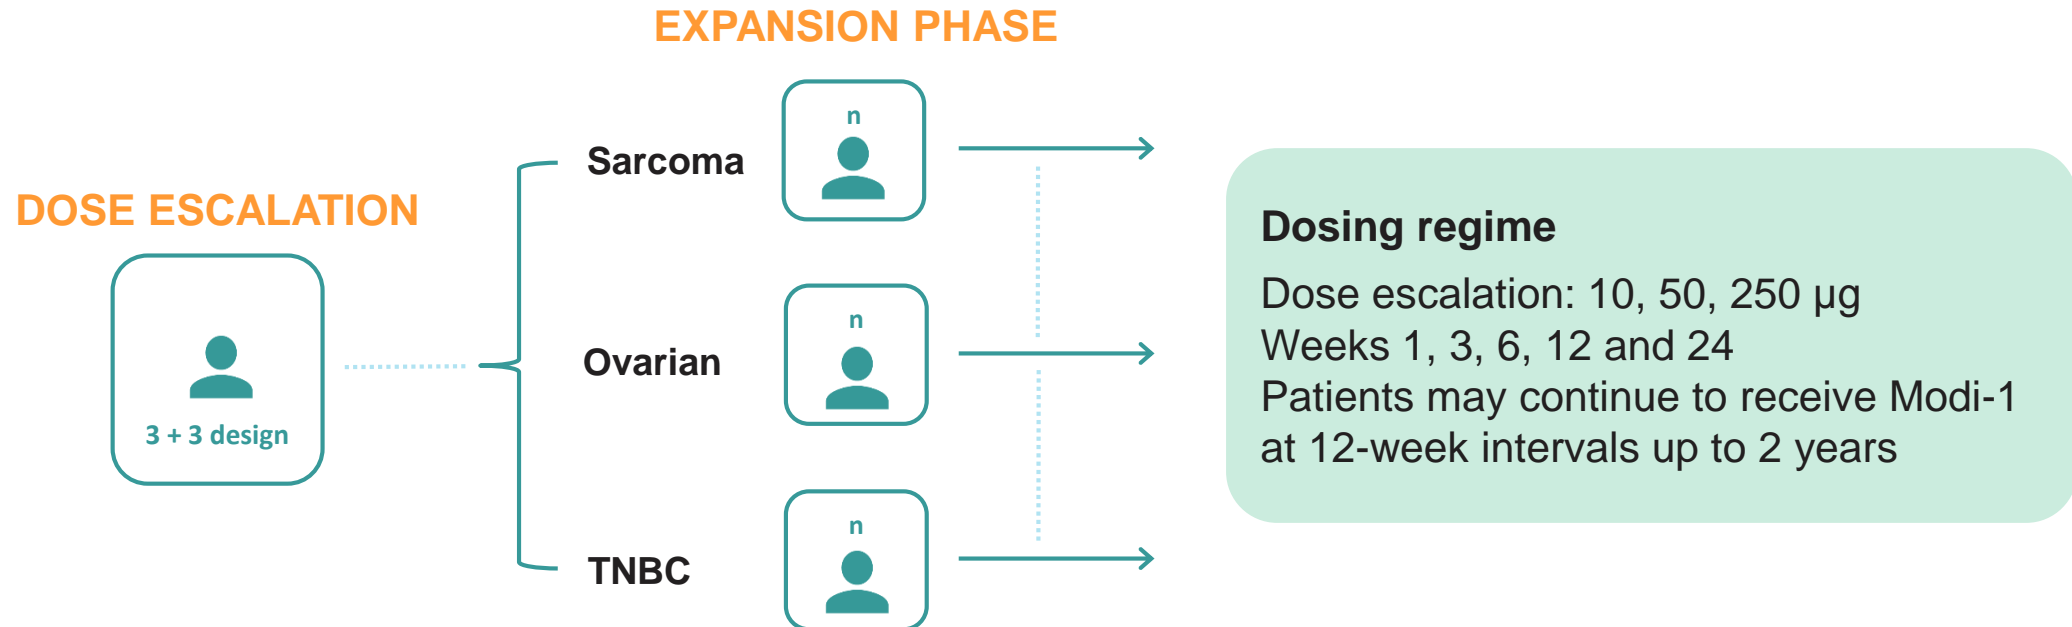 EXPANSION PHASE
DOSE ESCALATION
3 + 3 design
Sarcoma
n
Ovarian
n
TNBC
n
Dosing regime
Dose escalation: 10, 50, 250 µg
Weeks 1, 3, 6, 12 and 24
Patients may continue to receive Modi-1
at 12-week intervals up to 2 years